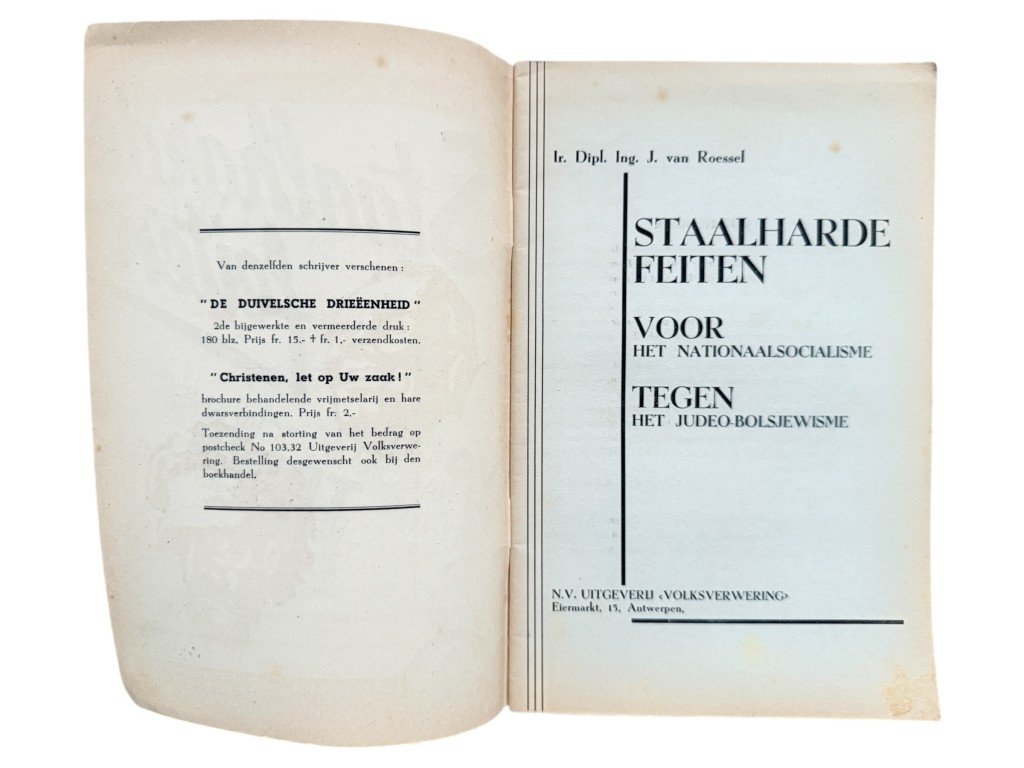 Van denzelfden schrijver verschenen :
" DE DUIVELSCHE DRIEËENHEID "
2de bijgewerkte en vermeerderde druk :
180 blz. Prijs fr. 15.- + fr. 1,- verzendkosten.
" Christenen, let op Uw zaak ! "
brochure behandelende vrijmetselarij en hare
dwarsverbindingen. Prijs fr. 2,-
Toezending na storting van het bedrag op
postcheck No 103,32 Uitgeverij Volksverwe-
ring. Bestelling desgewenscht ook bij den
boekhandel.
Ir. Dipl. Ing. J. van Roessel
STAALHARDE
FEITEN
VOOR
HET NATIONAALSOCIALISME
TEGEN
HET JUDEO-BOLSJEWISME
N.V. UITGEVERIJ «VOLKSVERWERING»
Eiermarkt, 15, Antwerpen.